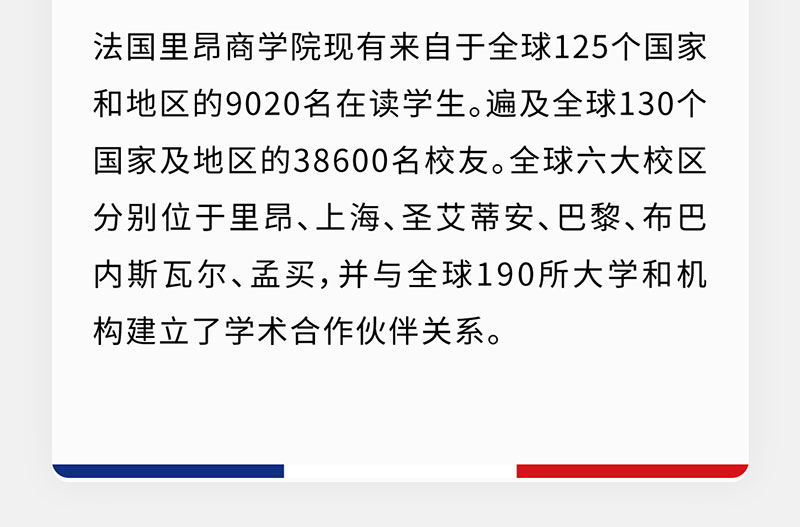 法国里昂商学院现有来自于全球125个国家
和地区的9020名在读学生。遍及全球130个
国家及地区的38600名校友。全球六大校区
分别位于里昂、上海、圣艾蒂安、巴黎、布巴
内斯瓦尔、孟买，并与全球190所大学和机
构建立了学术合作伙伴关系。